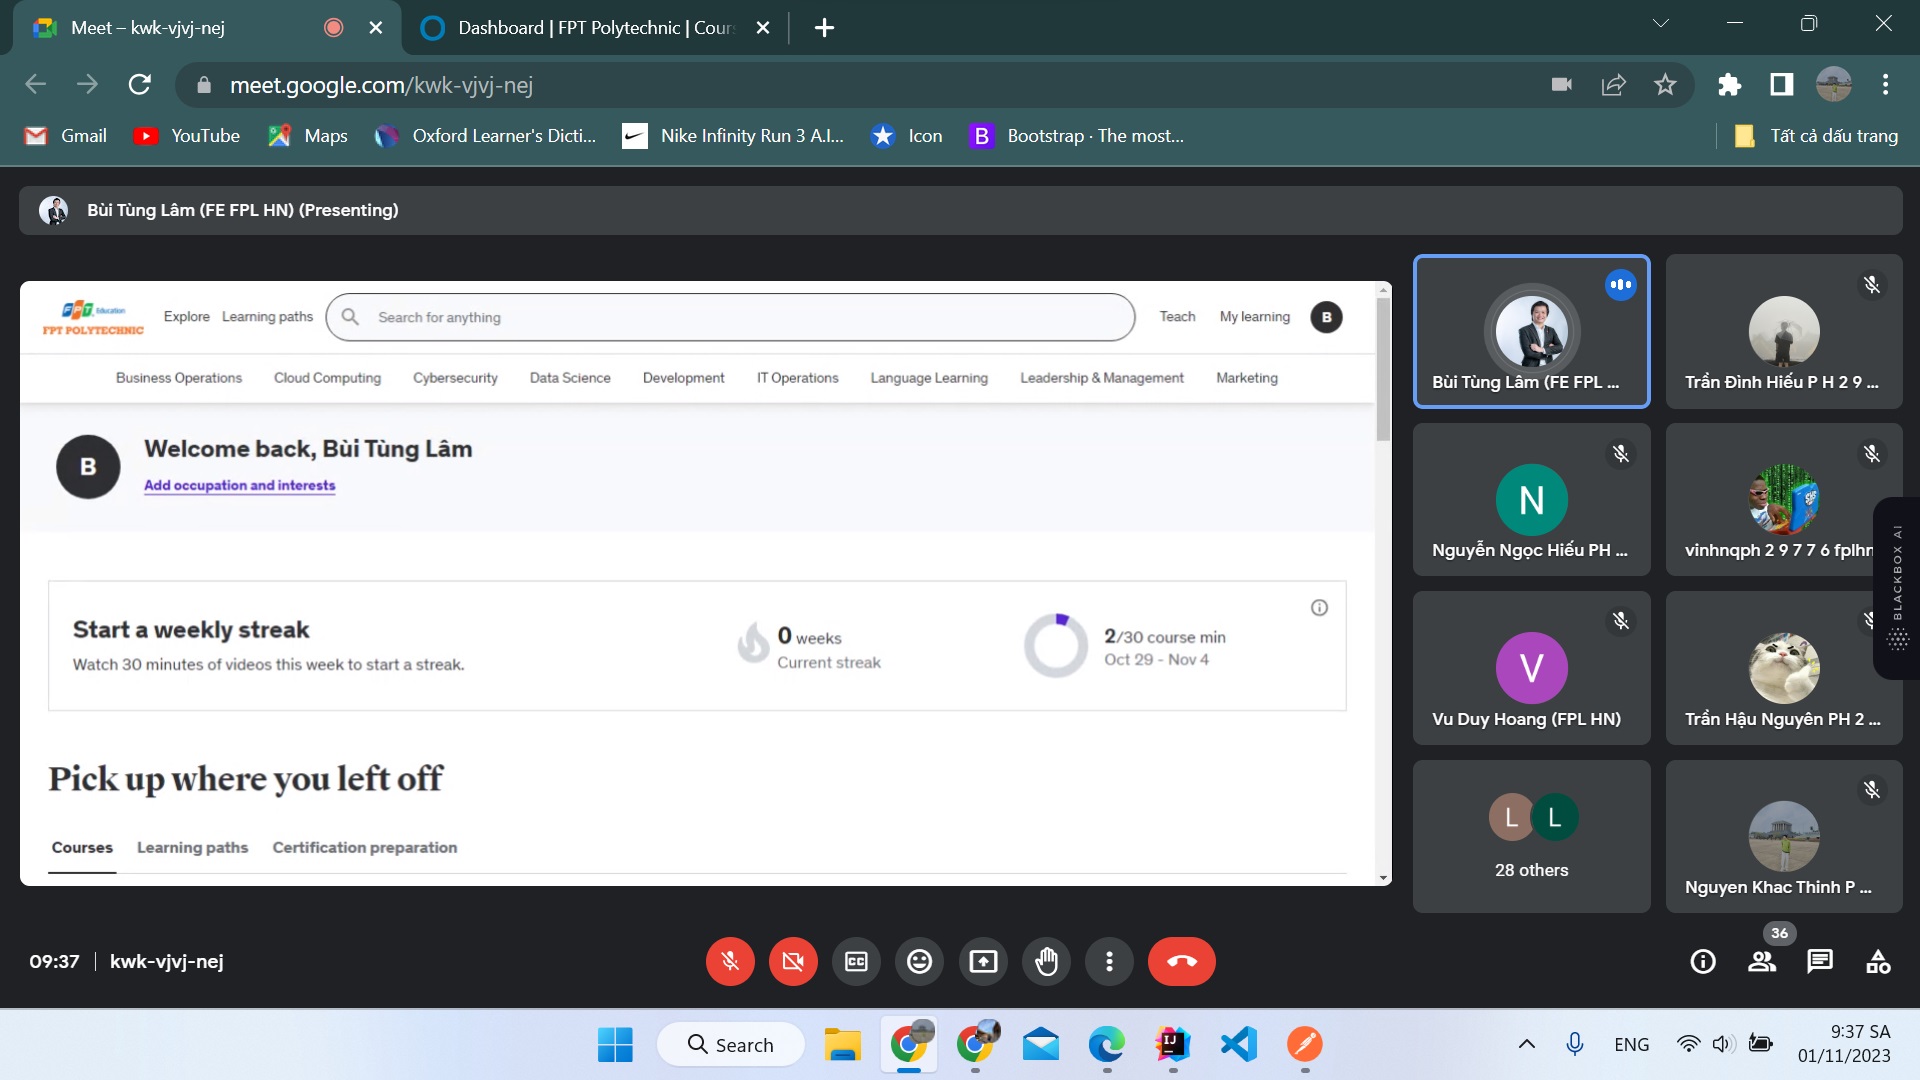 Meet – kwk-vjvj-nej
Dashboard | FPT Polytechnic | Cour
meet.google.com/kwk-vjvj-nej
Gmail
YouTube
Maps
Oxford Learner's Dicti...
Nike Infinity Run 3 A.I...
Icon
B
Bootstrap · The most...
Tất cả dấu trang
Bùi Tùng Lâm (FE FPL HN) (Presenting)
FPT Education
FPT POLYTECHNIC
Explore
Learning paths
Search for anything
Teach
My learning
B
Business Operations
Cloud Computing
Cybersecurity
Data Science
Development
IT Operations
Language Learning
Leadership & Management
Marketing
B
Welcome back, Bùi Tùng Lâm
Add occupation and interests
Start a weekly streak
Watch 30 minutes of videos this week to start a streak.
0 weeks
Current streak
2/30 course min
Oct 29 - Nov 4
Pick up where you left off
Courses
Learning paths
Certification preparation
Bùi Tùng Lâm (FE FPL ...
Trần Đình Hiếu P H 2 9 ...
N
Nguyễn Ngọc Hiếu PH ...
vinhnqph 2 9 7 7 6 fplhn
V
Vu Duy Hoang (FPL HN)
Trần Hậu Nguyên PH 2 ...
L
L
28 others
Nguyen Khac Thinh P ...
BLACKBOX AI
09:37
kwk-vjvj-nej
CC
36
Search
IJ
ENG
9:37 SA
01/11/2023